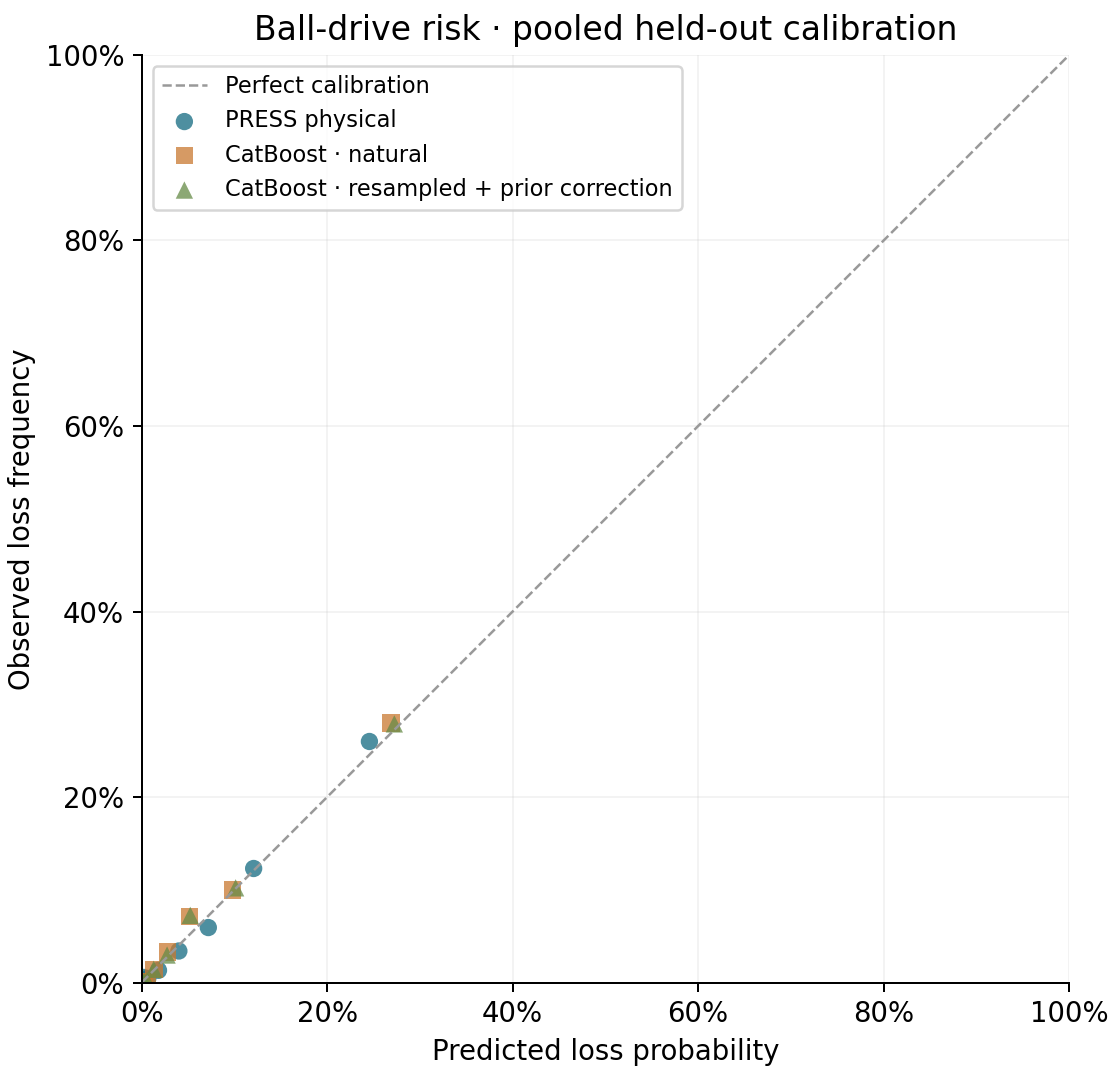 Ball-drive risk · pooled held-out calibration
100%
80%
60%
40%
20%
0%
Observed loss frequency
Perfect calibration
PRESS physical
CatBoost · natural
CatBoost · resampled + prior correction
0%
20%
40%
60%
80%
100%
Predicted loss probability